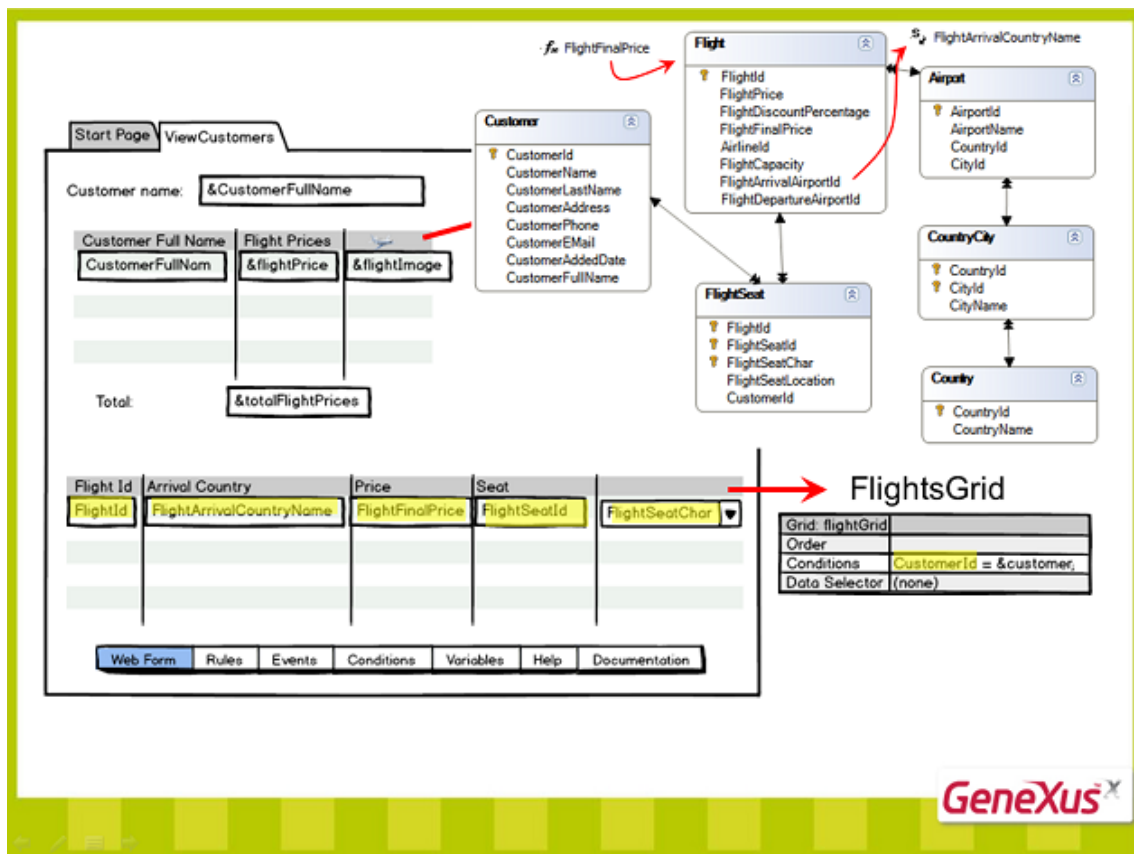 fx FlightFinalPrice
FlightArrivalCountryName
Flight
FlightId
FlightPrice
FlightDiscountPercentage
FlightFinalPrice
AirlineId
FlightCapacity
FlightArrivalAirportId
FlightDepartureAirportId
Airport
AirportId
AirportName
CountryId
CityId
Start Page
ViewCustomers
Customer
CustomerId
CustomerName
CustomerLastName
CustomerAddress
CustomerPhone
CustomerEMail
CustomerAddedDate
CustomerFullName
Customer name: &CustomerFullName
Customer Full Name Flight Prices
CustomerFullNam &flightPrice &flightImage
CountryCity
CountryId
CityId
CityName
FlightSeat
FlightId
FlightSeatId
FlightSeatChar
FlightSeatLocation
CustomerId
Country
CountryId
CountryName
Total: &totalFlightPrices
Flight Id Arrival Country Price Seat
FlightId FlightArrivalCountryName FlightFinalPrice FlightSeatId FlightSeatChar
FlightsGrid
Grid: flightGrid
Order
Conditions CustomerId = &customer;
Data Selector (none)
Web Form Rules Events Conditions Variables Help Documentation
GeneXus X